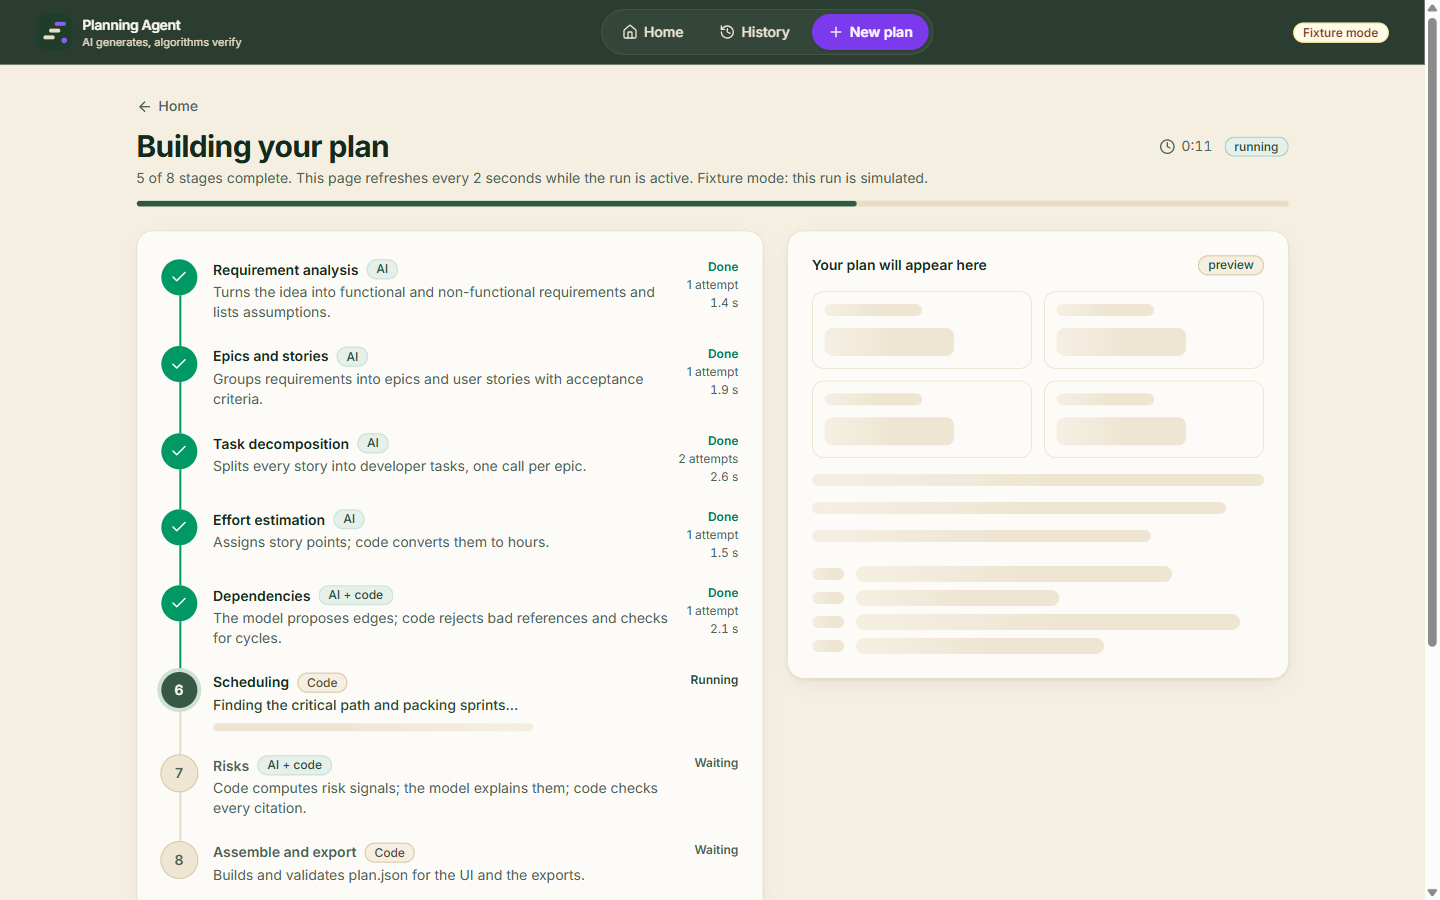 Planning Agent
AI generates, algorithms verify
Home
History
New plan
Fixture mode
Home
Building your plan
0:11
running
5 of 8 stages complete. This page refreshes every 2 seconds while the run is active. Fixture mode: this run is simulated.
Requirement analysis AI
Done
Turns the idea into functional and non-functional requirements and
lists assumptions.
1 attempt
1.4 s
Epics and stories AI
Done
Groups requirements into epics and user stories with acceptance
criteria.
1 attempt
1.9 s
Task decomposition AI
Done
Splits every story into developer tasks, one call per epic.
2 attempts
2.6 s
Effort estimation AI
Done
Assigns story points; code converts them to hours.
1 attempt
1.5 s
Dependencies AI + code
Done
The model proposes edges; code rejects bad references and checks
for cycles.
1 attempt
2.1 s
6
Scheduling Code
Running
Finding the critical path and packing sprints...
7
Risks AI + code
Waiting
Code computes risk signals; the model explains them; code checks
every citation.
8
Assemble and export Code
Waiting
Builds and validates plan.json for the UI and the exports.
Your plan will appear here
preview